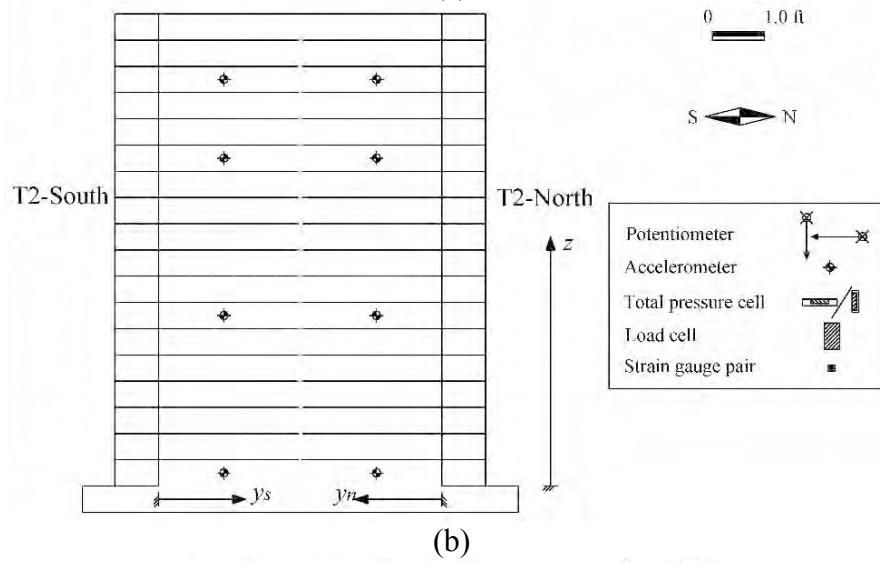 0 1.0 ft
S N
T2-South
T2-North
z
Potentiometer
Accelerometer
Total pressure cell
Load cell
Strain gauge pair
ys yn
(b)